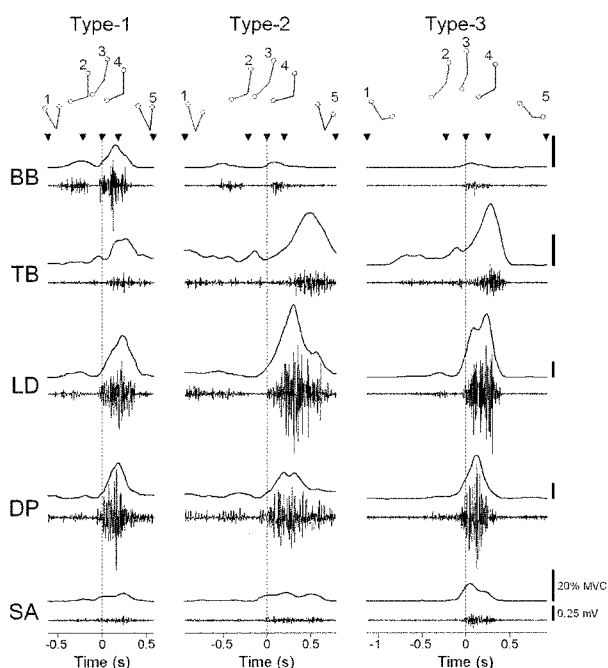 Type-1 Type-2 Type-3
1 2 3 4 5 1 2 3 4 5 1 2 3 4 5
BB
TB
LD
DP
20% MVC
SA
0.25 mV
-0.5 0 0.5 0 0.5 -1 -0.5 0 0.5
Time (s) Time (s) Time (s)